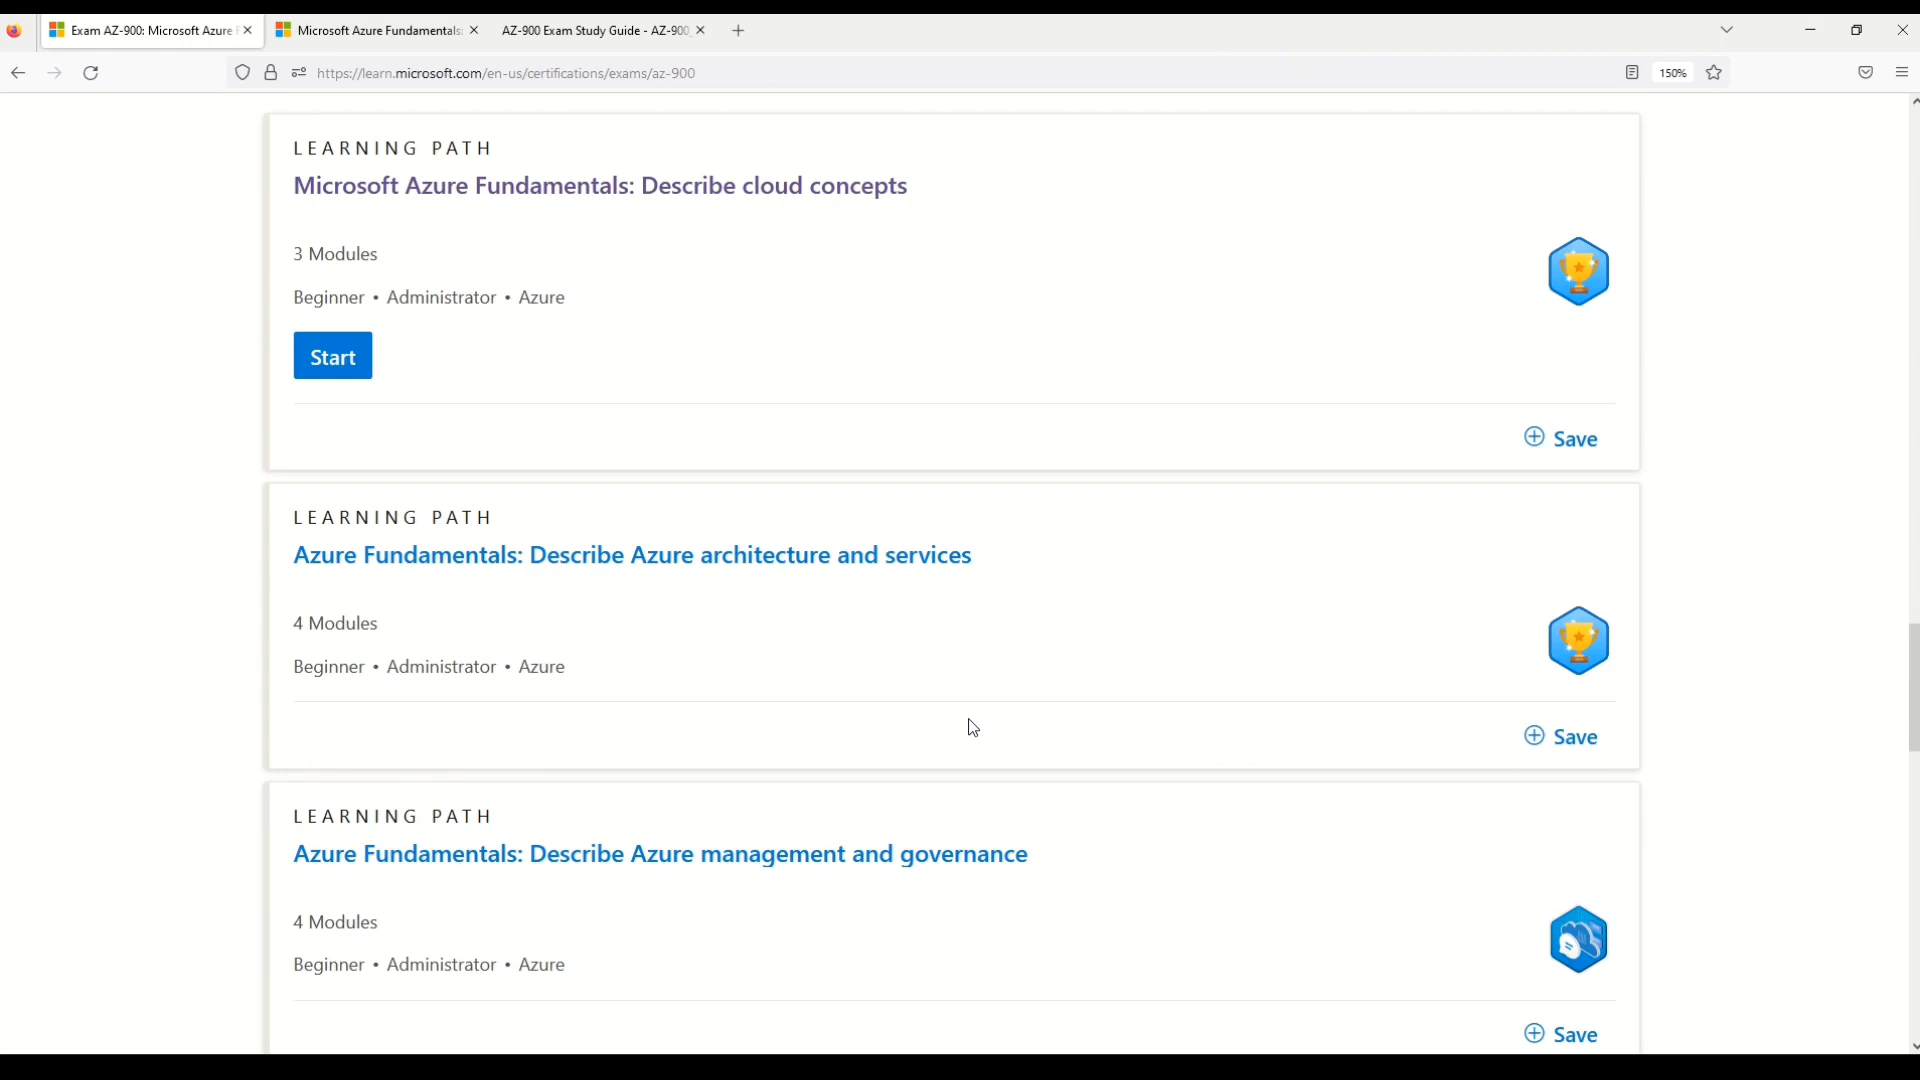 Exam AZ-900: Microsoft Azure F
Microsoft Azure Fundamentals:
AZ-900 Exam Study Guide - AZ-900
https://learn.microsoft.com/en-us/certifications/exams/az-900
150%
LEARNING PATH
Microsoft Azure Fundamentals: Describe cloud concepts
3 Modules
Beginner • Administrator • Azure
Start
Save
LEARNING PATH
Azure Fundamentals: Describe Azure architecture and services
4 Modules
Beginner • Administrator • Azure
Save
LEARNING PATH
Azure Fundamentals: Describe Azure management and governance
4 Modules
Beginner • Administrator • Azure
Save